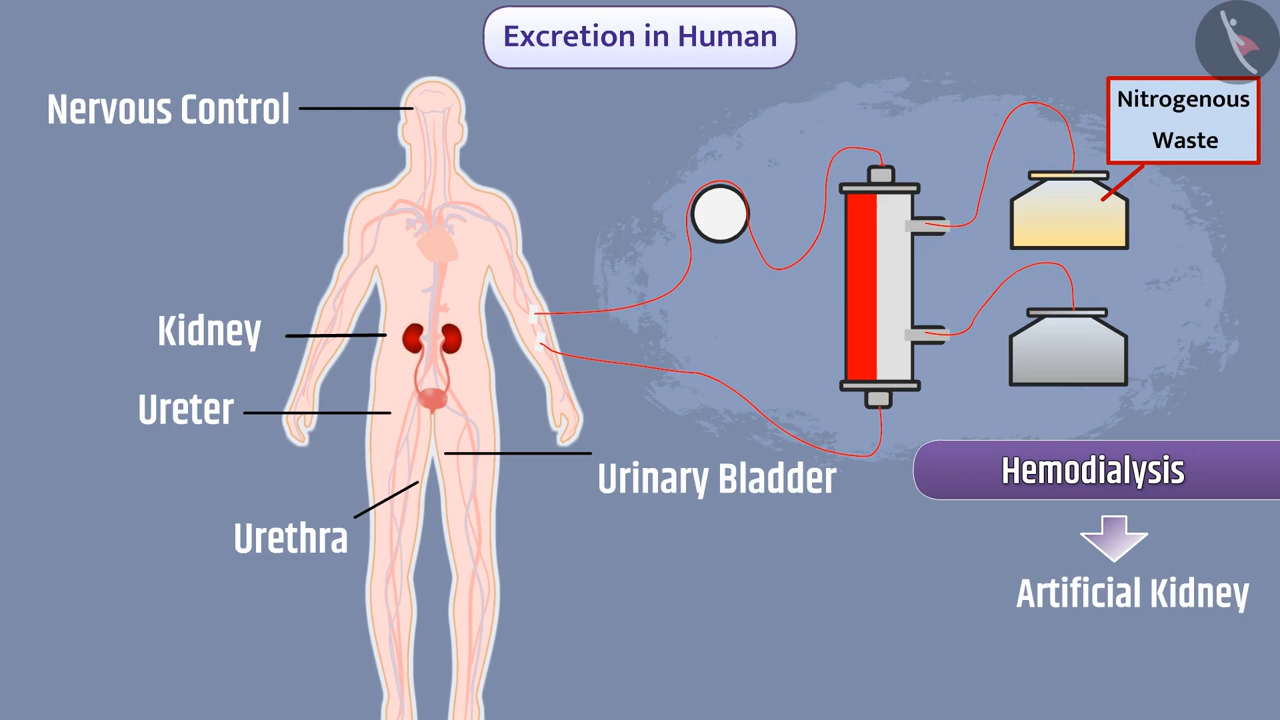 Excretion in Human
Nervous Control
Nitrogenous
Waste
Kidney
Ureter
Urinary Bladder
Urethra
Hemodialysis
Artificial Kidney